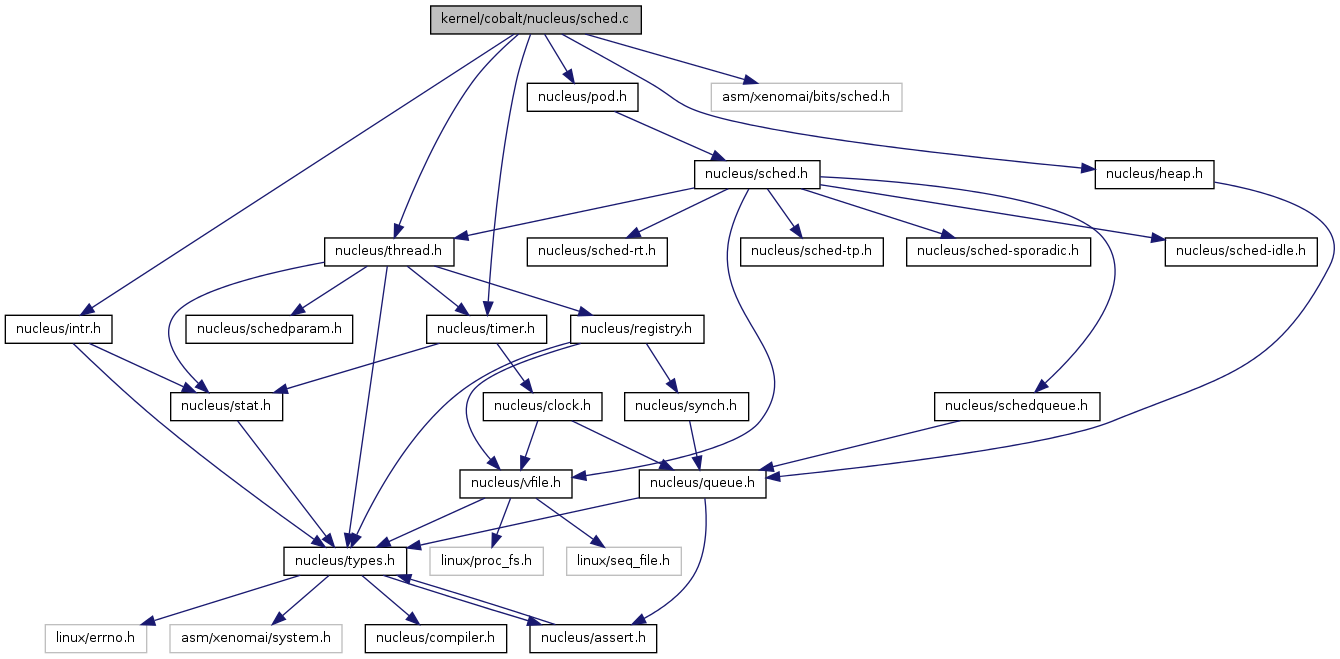 kernel/cobalt/nucleus/sched.c
nucleus/pod.h
asm/xenomai/bits/sched.h
nucleus/sched.h
nucleus/heap.h
nucleus/thread.h
nucleus/sched-rt.h
nucleus/sched-tp.h
nucleus/sched-sporadic.h
nucleus/sched-idle.h
nucleus/intr.h
nucleus/schedparam.h
nucleus/timer.h
nucleus/registry.h
nucleus/stat.h
nucleus/clock.h
nucleus/synch.h
nucleus/schedqueue.h
nucleus/vfile.h
nucleus/queue.h
nucleus/types.h
linux/proc_fs.h
linux/seq_file.h
linux/errno.h
asm/xenomai/system.h
nucleus/compiler.h
nucleus/assert.h